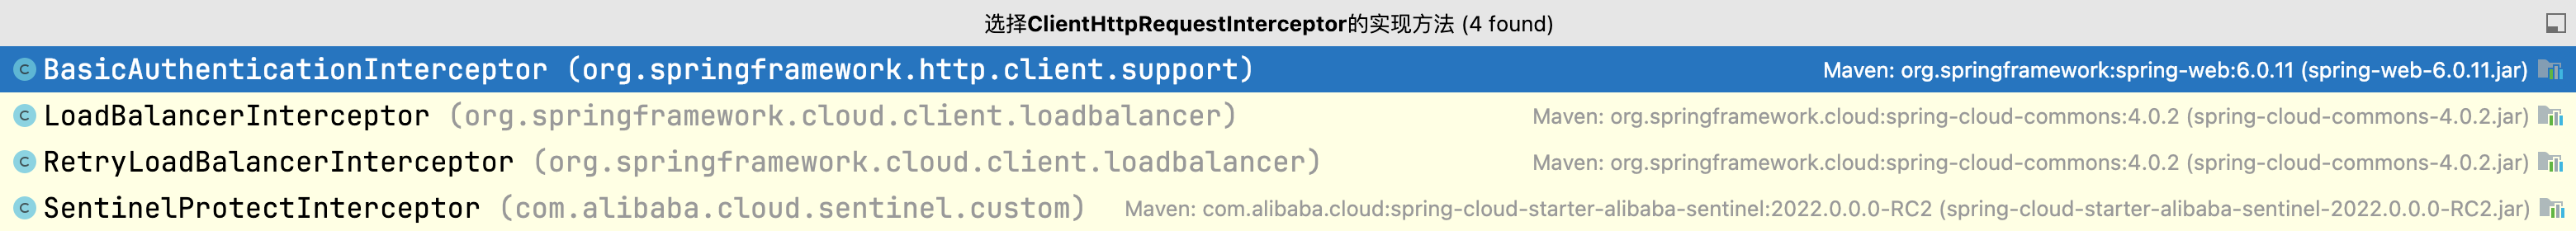 选择ClientHttpRequestInterceptor的实现方法 (4 found)
C BasicAuthenticationInterceptor (org.springframework.http.client.support) Maven: org.springframework:spring-web:6.0.11 (spring-web-6.0.11.jar)
C LoadBalancerInterceptor (org.springframework.cloud.client.loadbalancer) Maven: org.springframework.cloud:spring-cloud-commons:4.0.2 (spring-cloud-commons-4.0.2.jar)
C RetryLoadBalancerInterceptor (org.springframework.cloud.client.loadbalancer) Maven: org.springframework.cloud:spring-cloud-commons:4.0.2 (spring-cloud-commons-4.0.2.jar)
C SentinelProtectInterceptor (com.alibaba.cloud.sentinel.custom) Maven: com.alibaba.cloud:spring-cloud-starter-alibaba-sentinel:2022.0.0.0-RC2 (spring-cloud-starter-alibaba-sentinel-2022.0.0.0-RC2.jar)